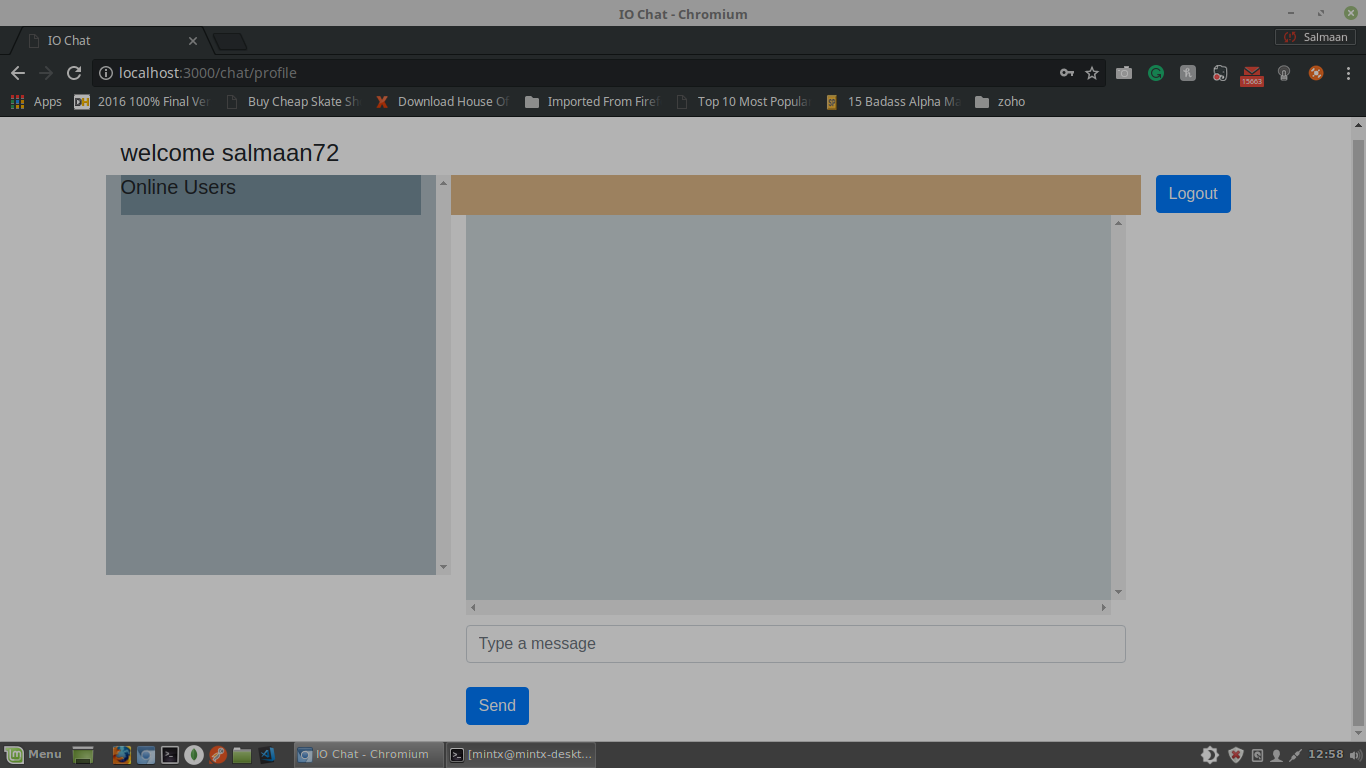 IO Chat - Chromium
IO Chat
Salmaan
localhost:3000/chat/profile
15663
Apps
2016 100% Final Ver
Buy Cheap Skate Sh
Download House Of
Imported From Firef
Top 10 Most Popula
15 Badass Alpha Ma
zoho
welcome salmaan72
Online Users
Logout
Type a message
Send
Menu
IO Chat - Chromium
[mintx@mintx-deskt...
12:58